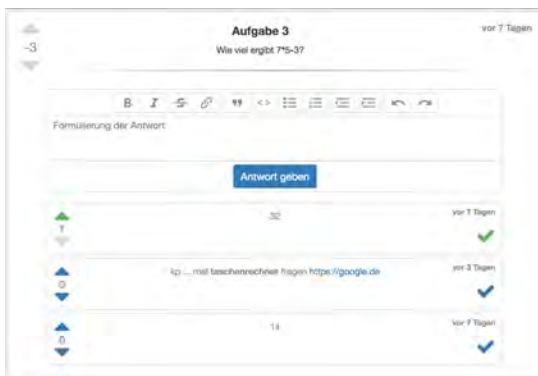 Aufgabe 3
vor 7 Tagen
-3
Wie viel ergibt 7*5-3?
B I S
Formulierung der Antwort
Antwort geben
32
vor 7 Tagen
1
kp ... mal taschenrechner fragen https://google.de
vor 3 Tagen
0
14
vor 7 Tagen
0